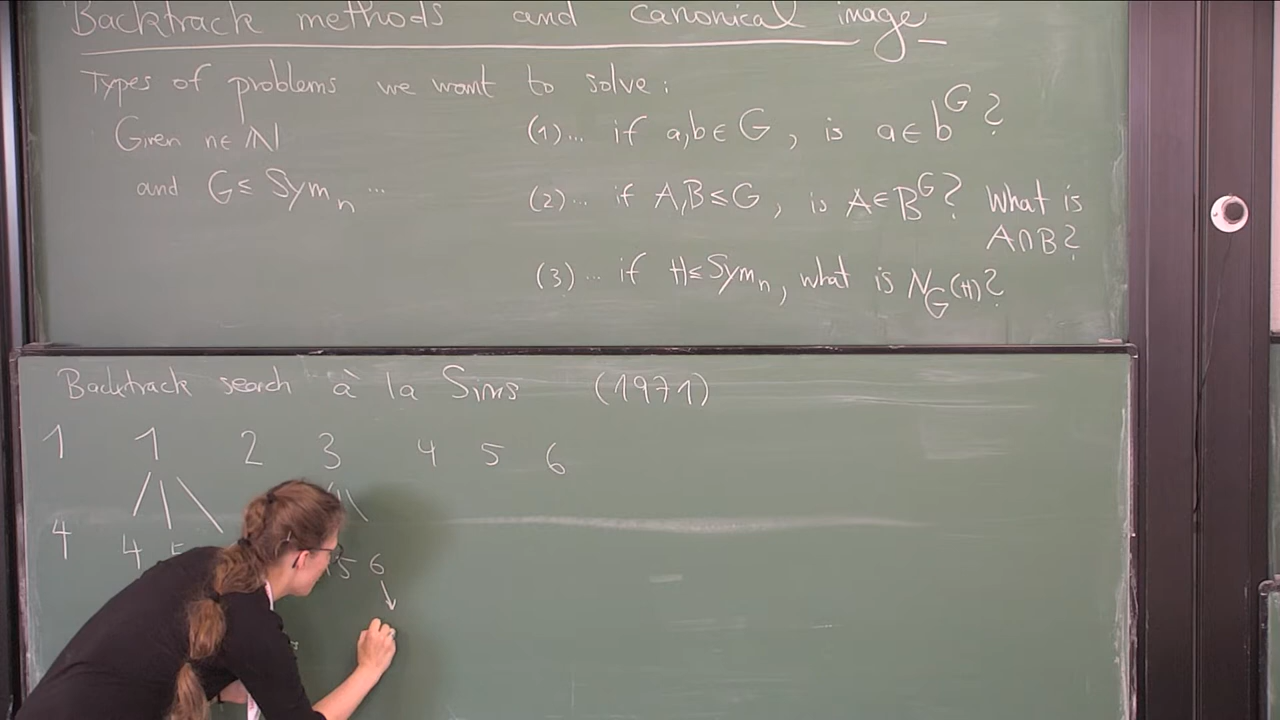 Backtrack methods and canonical image
Types of problems we want to solve:
Given n∈ℕ
and G≤Sym_n ...
(1)... if a,b∈G, is a∈b^G?
(2)... if A,B≤G, is A∈B^G? What is
A∩B?
(3)... if H≤Sym_n, what is N_G(H)?
Backtrack search à la Sims (1971)
1 1 2 3 4 5 6
4 4 5 6